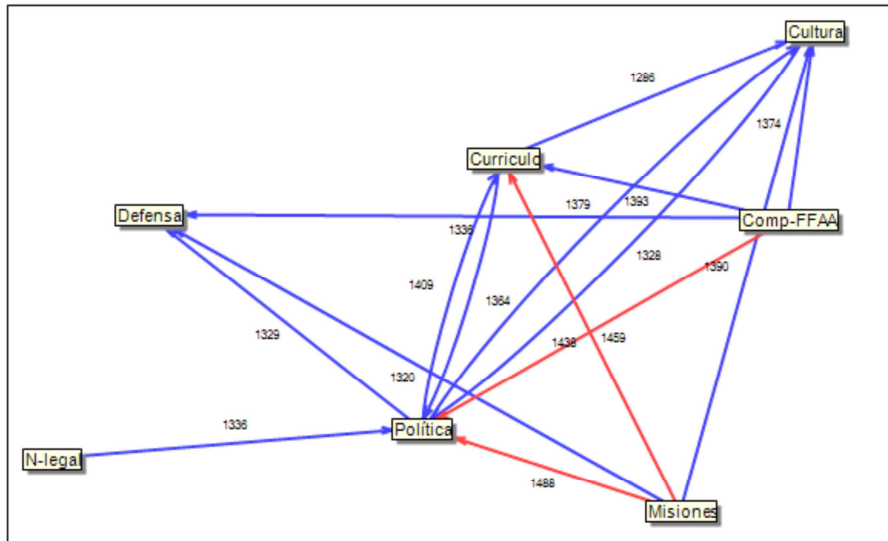 Cultura
1286
1374
Curriculo
Defensa
1379
1393
Comp-FFAA
1336
1328
1390
1409
1364
1329
1438
1459
1320
1336
Política
N-legal
1488
Misiones